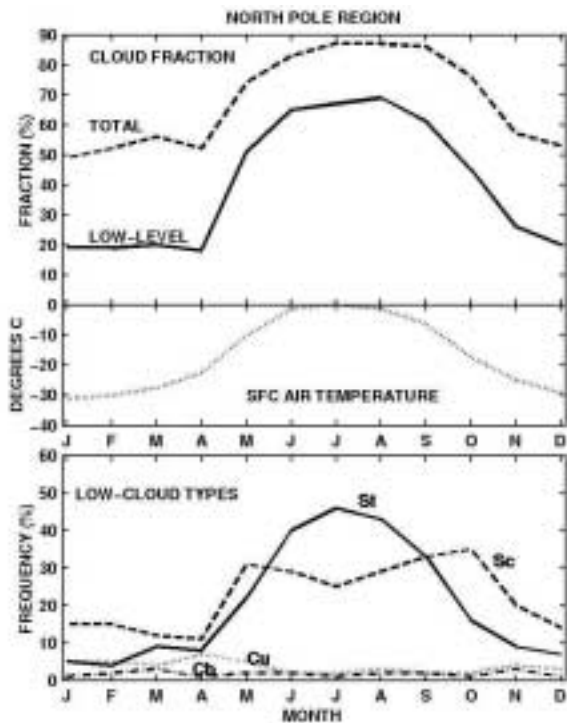 NORTH POLE REGION
90
CLOUD FRACTION
80
70
TOTAL
60
50
40
30
LOW-LEVEL
20
10
0
FRACTION (%)
-10
-20
-30
-40
DEGREES C
SFC AIR TEMPERATURE
J F M A M J J A S O N D
60
LOW-CLOUD TYPES
St
50
40
Sc
30
20
10
Cu
Cb
0
FREQUENCY (%)
J F M A M J J A S O N D
MONTH